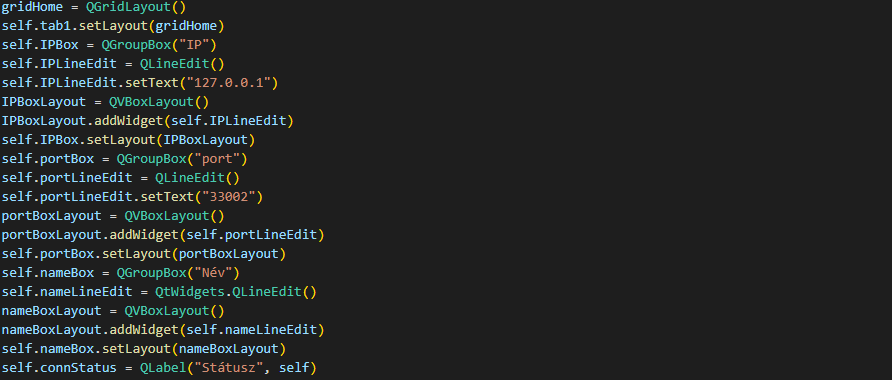 gridHome = QGridLayout()
self.tab1.setLayout(gridHome)
self.IPBox = QGroupBox("IP")
self.IPLineEdit = QLineEdit()
self.IPLineEdit.setText("127.0.0.1")
IPBoxLayout = QVBoxLayout()
IPBoxLayout.addWidget(self.IPLineEdit)
self.IPBox.setLayout(IPBoxLayout)
self.portBox = QGroupBox("port")
self.portLineEdit = QLineEdit()
self.portLineEdit.setText("33002")
portBoxLayout = QVBoxLayout()
portBoxLayout.addWidget(self.portLineEdit)
self.portBox.setLayout(portBoxLayout)
self.nameBox = QGroupBox("Név")
self.nameLineEdit = QtWidgets.QLineEdit()
nameBoxLayout = QVBoxLayout()
nameBoxLayout.addWidget(self.nameLineEdit)
self.nameBox.setLayout(nameBoxLayout)
self.connStatus = QLabel("Státusz", self)